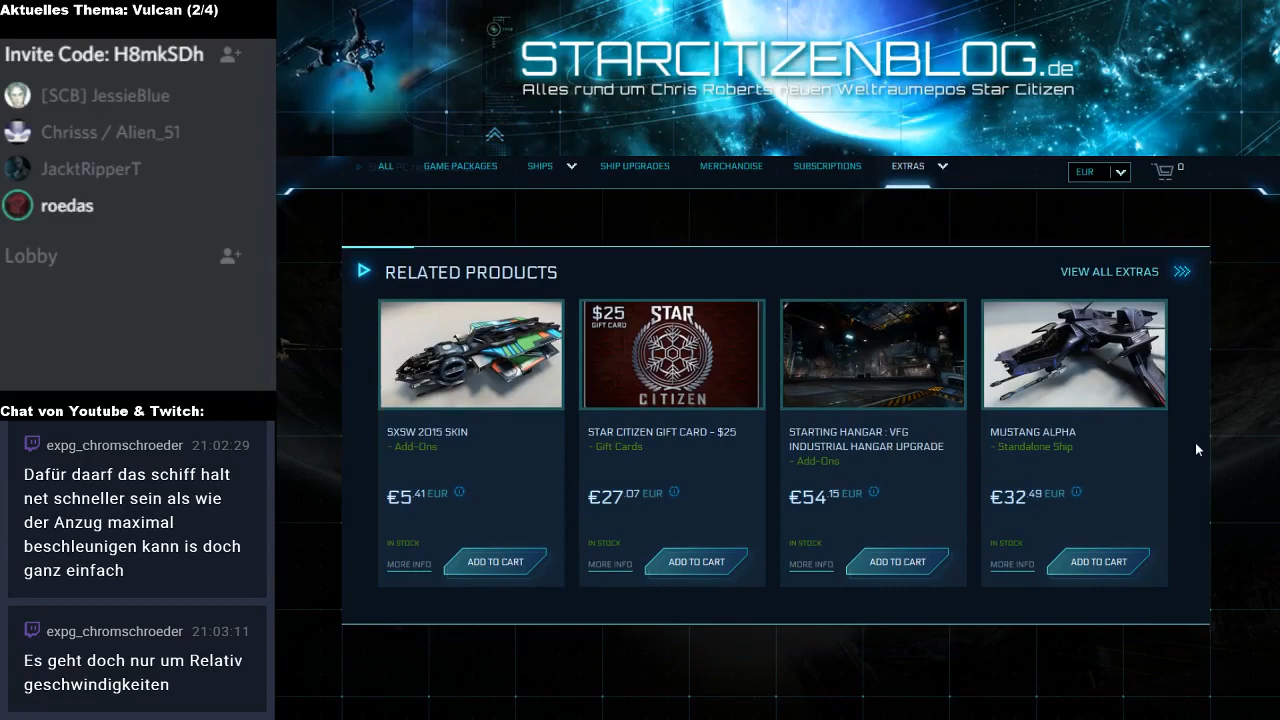 Aktuelles Thema: Vulcan (2/4)
Invite Code: H8mkSDh
[SCB] JessieBlue
Chrisss / Alien_51
JacktRipperT
roedas
Lobby
Chat von Youtube & Twitch:
expg_chromschroeder 21:02:29
Dafür daarf das schiff halt
net schneller sein als wie
der Anzug maximal
beschleunigen kann is doch
ganz einfach
expg_chromschroeder 21:03:11
Es geht doch nur um Relativ
geschwindigkeiten
STARCITIZENBLOG.de
Alles rund um Chris Roberts neuen Weltraumepos Star Citizen
ALL GAME PACKAGES SHIPS SHIP UPGRADES MERCHANDISE SUBSCRIPTIONS EXTRAS EUR 0
RELATED PRODUCTS
VIEW ALL EXTRAS
SXSW 2015 SKIN
- Add-Ons
€5.41 EUR
IN STOCK
MORE INFO ADD TO CART
$25
GIFT CARD
STAR
CITIZEN
STAR CITIZEN GIFT CARD - $25
- Gift Cards
€27.07 EUR
IN STOCK
MORE INFO ADD TO CART
STARTING HANGAR : VFG
INDUSTRIAL HANGAR UPGRADE
- Add-Ons
€54.15 EUR
IN STOCK
MORE INFO ADD TO CART
MUSTANG ALPHA
- Standalone Ship
€32.49 EUR
IN STOCK
MORE INFO ADD TO CART